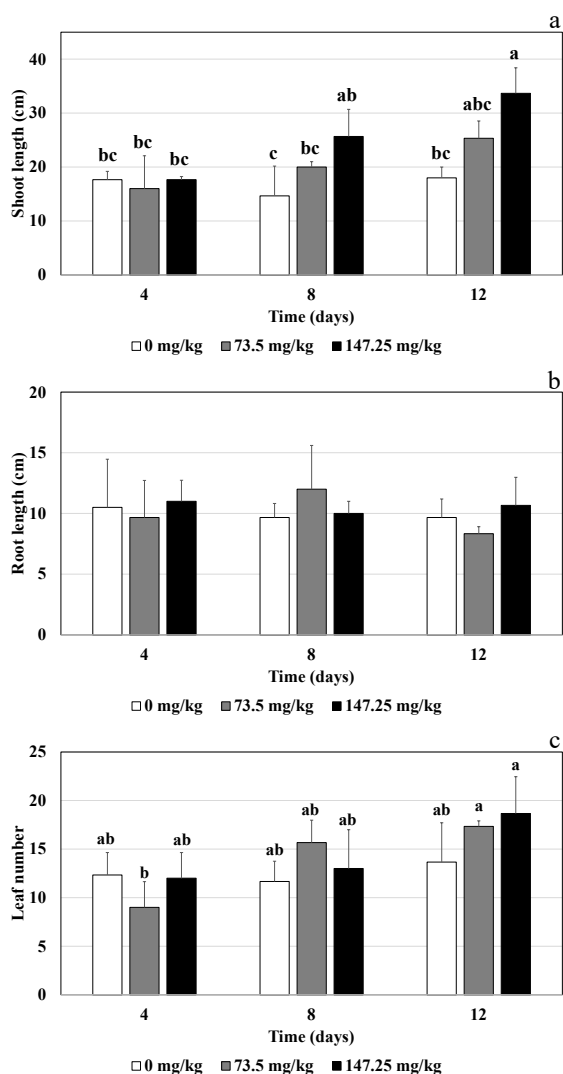 a
Shoot length (cm)
40
30
20
10
0
bc bc bc c bc ab bc abc a
4 8 12
Time (days)
0 mg/kg 73.5 mg/kg 147.25 mg/kg
b
Root length (cm)
20
15
10
5
0
4 8 12
Time (days)
0 mg/kg 73.5 mg/kg 147.25 mg/kg
c
Leaf number
25
20
15
10
5
0
ab b ab ab ab ab ab a a
4 8 12
Time (days)
0 mg/kg 73.5 mg/kg 147.25 mg/kg